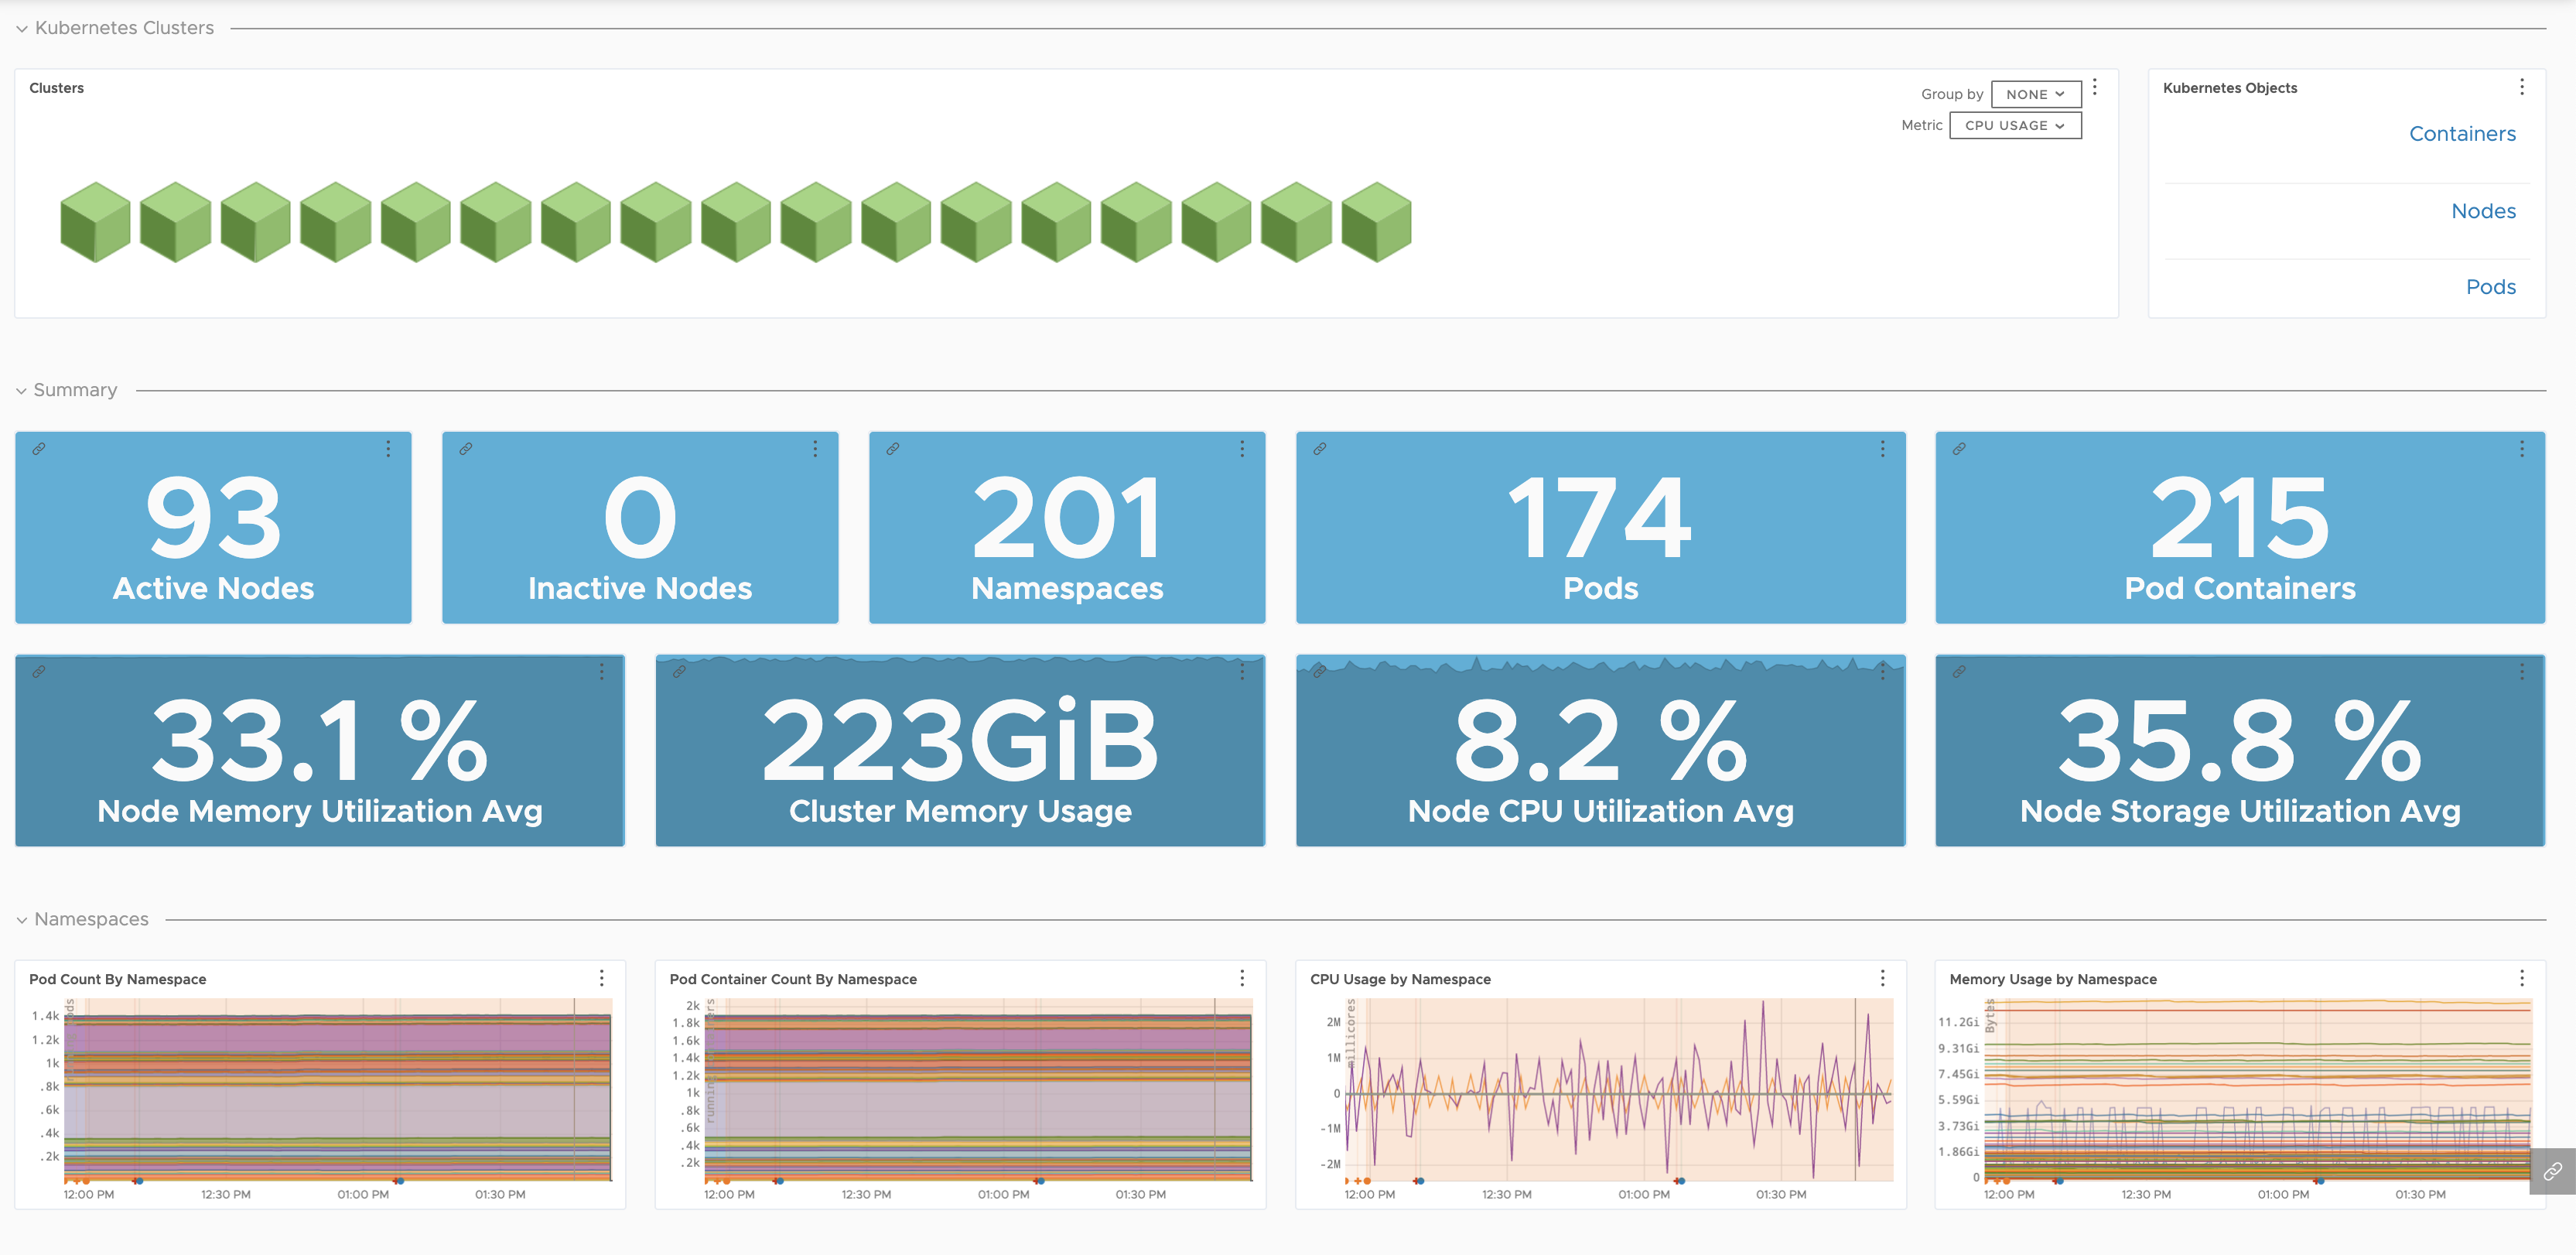 Kubernetes Clusters
Clusters
Group by NONE
Metric CPU USAGE
Kubernetes Objects
Containers
Nodes
Pods
Summary
93
Active Nodes
0
Inactive Nodes
201
Namespaces
174
Pods
215
Pod Containers
33.1 %
Node Memory Utilization Avg
223GiB
Cluster Memory Usage
8.2 %
Node CPU Utilization Avg
35.8 %
Node Storage Utilization Avg
Namespaces
Pod Count By Namespace
1.4k
1.2k
1k
.8k
.6k
.4k
.2k
12:00 PM 12:30 PM 01:00 PM 01:30 PM
Pod Container Count By Namespace
2k
1.8k
1.6k
1.4k
1.2k
1k
.8k
.6k
.4k
.2k
12:00 PM 12:30 PM 01:00 PM 01:30 PM
CPU Usage by Namespace
millicores
2M
1M
0
-1M
-2M
12:00 PM 12:30 PM 01:00 PM 01:30 PM
Memory Usage by Namespace
Bytes
11.2Gi
9.31Gi
7.45Gi
5.59Gi
3.73Gi
1.86Gi
0
12:00 PM 12:30 PM 01:00 PM 01:30 PM